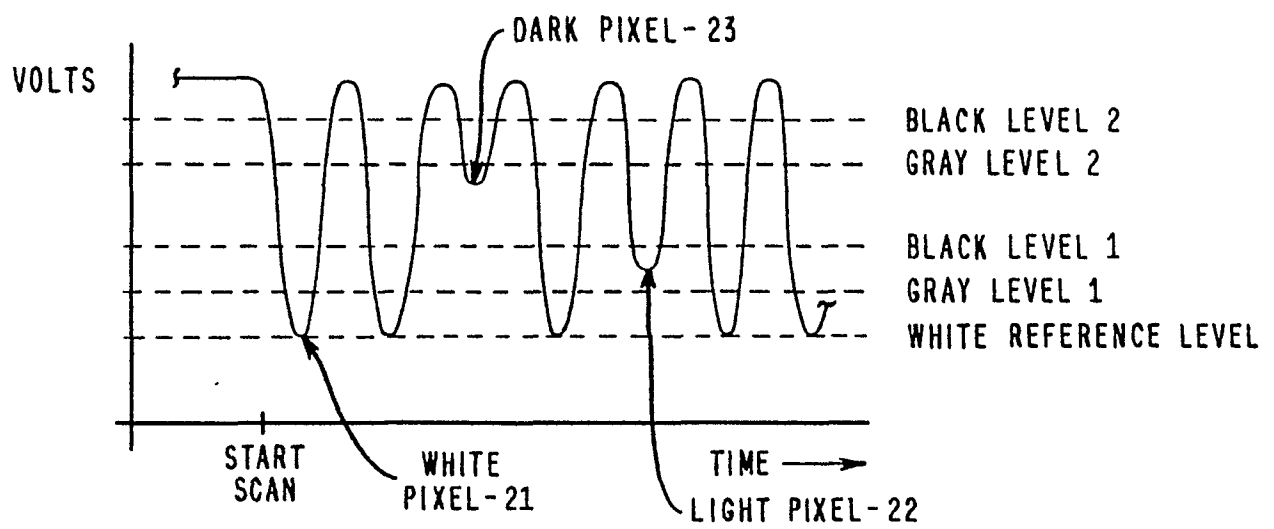 DARK PIXEL-23
VOLTS
BLACK LEVEL 2
GRAY LEVEL 2
BLACK LEVEL 1
GRAY LEVEL 1
WHITE REFERENCE LEVEL
START
SCAN
WHITE
PIXEL-21
TIME
LIGHT PIXEL-22